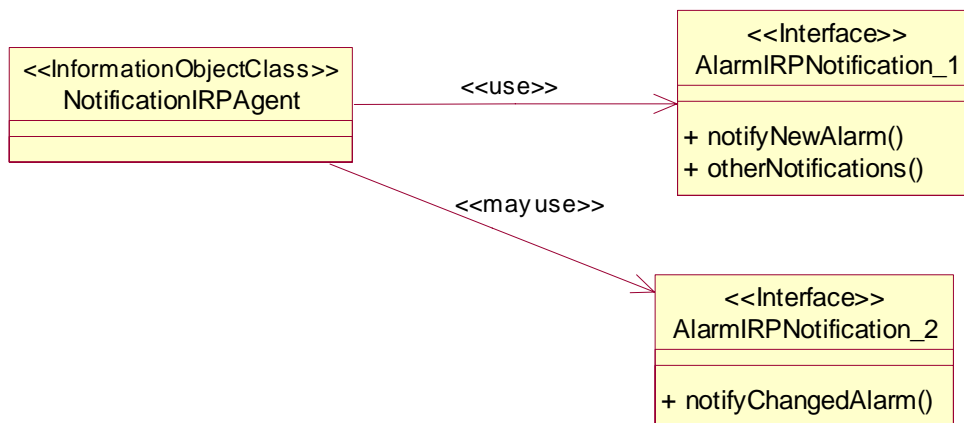 <<InformationObjectClass>>
NotificationIRPAgent
<<use>>
<<may use>>
<<Interface>>
AlarmIRPNotification_1
+ notifyNewAlarm()
+ otherNotifications()
<<Interface>>
AlarmIRPNotification_2
+ notifyChangedAlarm()